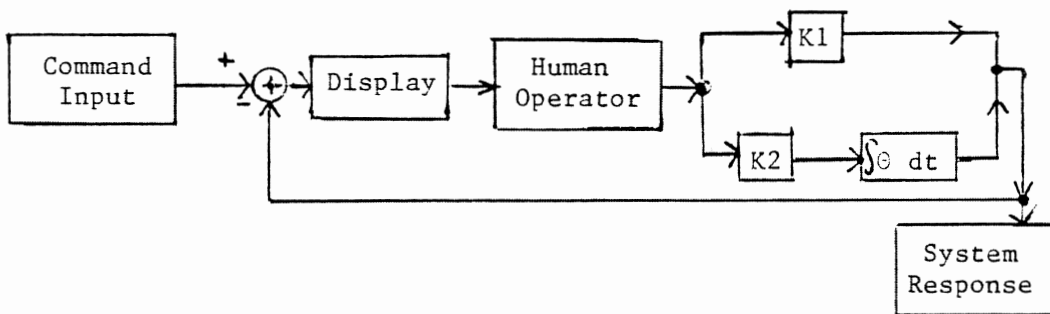 Command
Input
+
-
+
Display
Human
Operator
K1
K2
∫Θ dt
System
Response